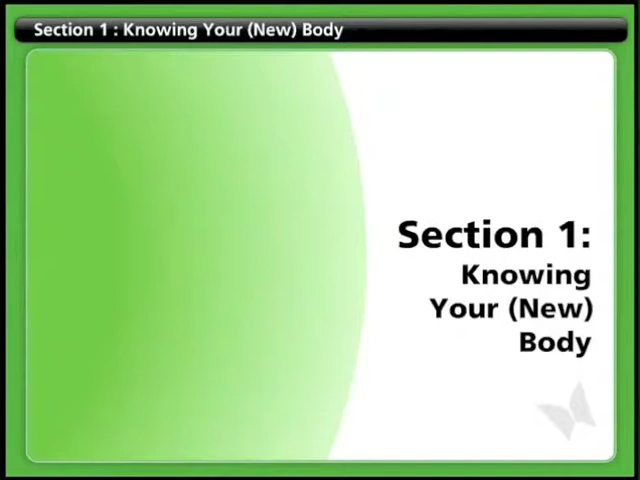 Section 1 : Knowing Your (New) Body
Section 1:
Knowing
Your (New)
Body